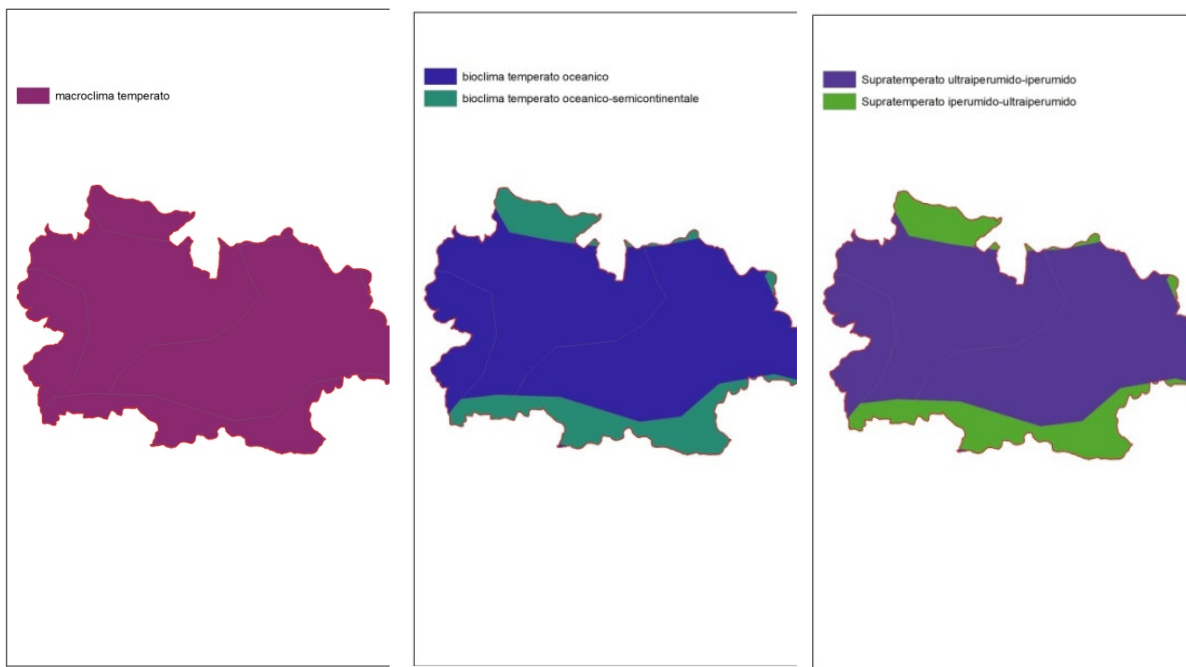 macroclima temperato
bioclima temperato oceanico
bioclima temperato oceanico-semicontinentale
Supratemperato ultraiperumido-iperumido
Supratemperato iperumido-ultraiperumido